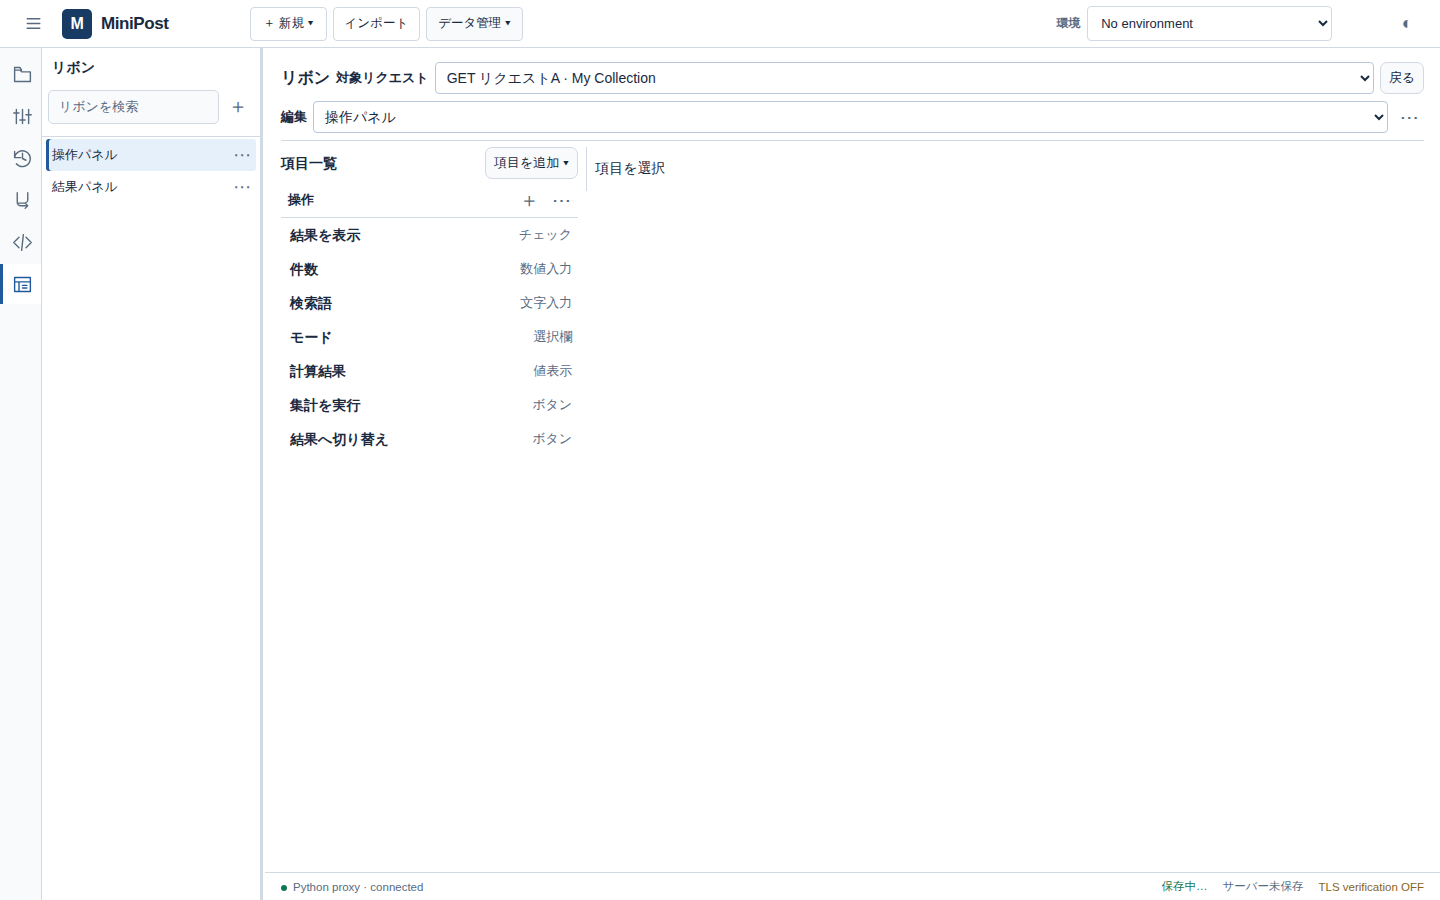 M MiniPost ＋ 新規 ▾ インポート データ管理 ▾ 環境 No environment
リボン
リボンを検索 ＋
操作パネル ···
結果パネル ···
リボン 対象リクエスト GET リクエストA · My Collection 戻る
編集 操作パネル ···
項目一覧 項目を追加 ▾
項目を選択
操作 ＋ ···
結果を表示 チェック
件数 数値入力
検索語 文字入力
モード 選択欄
計算結果 値表示
集計を実行 ボタン
結果へ切り替え ボタン
Python proxy · connected 保存中… サーバー未保存 TLS verification OFF